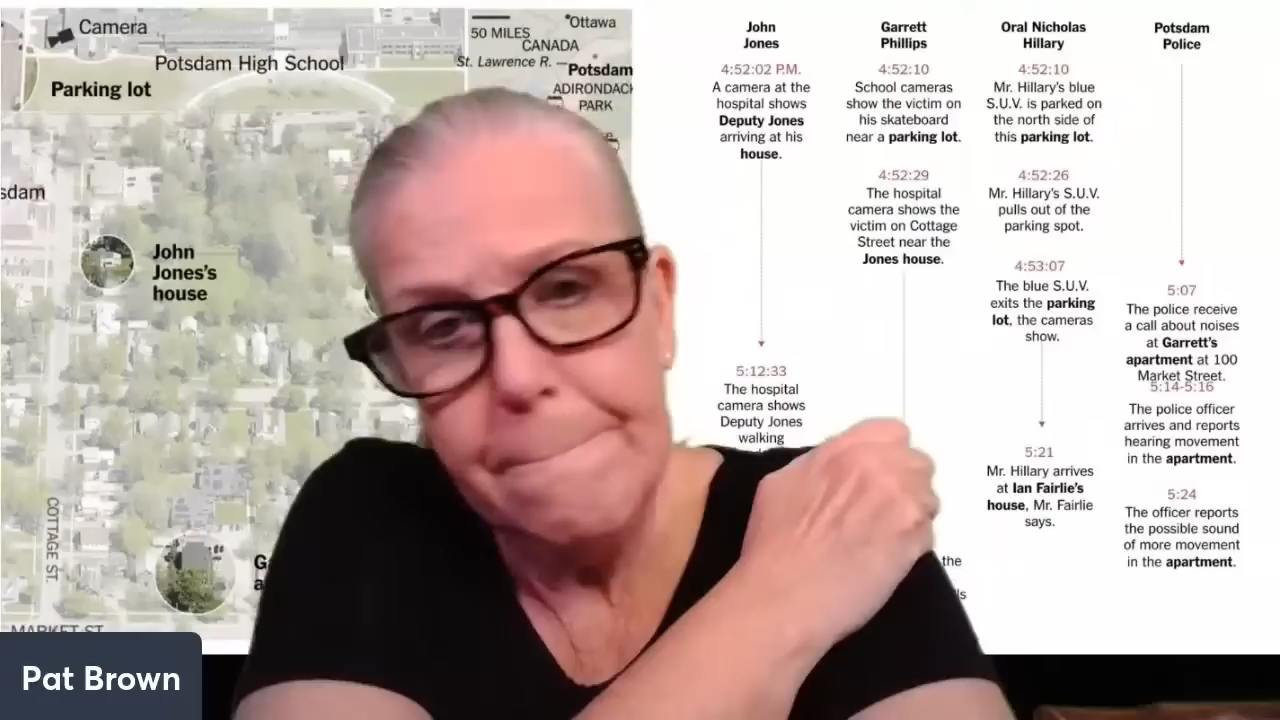 Camera
Potsdam High School
Parking lot
sdam
John
Jones's
house
COTTAGE ST.
MARKET ST.
50 MILES
Ottawa
CANADA
St. Lawrence R.
Potsdam
ADIRONDACK
PARK
John
Jones
4:52:02 P.M.
A camera at the
hospital shows
Deputy Jones
arriving at his
house.
5:12:33
The hospital
camera shows
Deputy Jones
walking
Garrett
Phillips
4:52:10
School cameras
show the victim on
his skateboard
near a parking lot.
4:52:29
The hospital
camera shows the
victim on Cottage
Street near the
Jones house.
the
Oral Nicholas
Hillary
4:52:10
Mr. Hillary's blue
S.U.V. is parked on
the north side of
this parking lot.
4:52:26
Mr. Hillary's S.U.V.
pulls out of the
parking spot.
4:53:07
The blue S.U.V.
exits the parking
lot, the cameras
show.
5:21
Mr. Hillary arrives
at Ian Fairlie's
house, Mr. Fairlie
says.
Potsdam
Police
5:07
The police receive
a call about noises
at Garrett's
apartment at 100
Market Street.
5:14-5:16
The police officer
arrives and reports
hearing movement
in the apartment.
5:24
The officer reports
the possible sound
of more movement
in the apartment.
Pat Brown